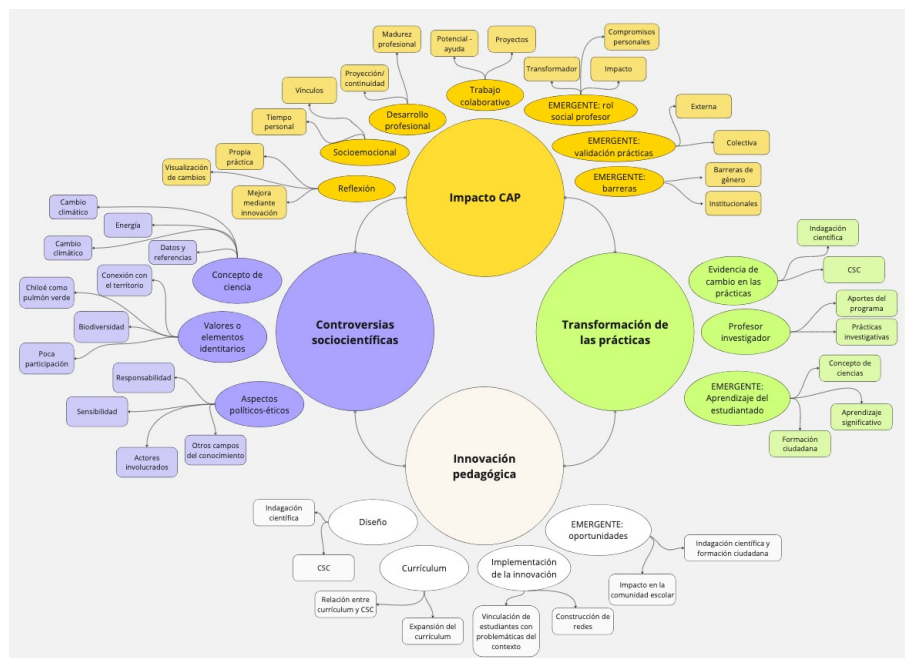 Compromisos
personales
Madurez
profesional
Potencial -
ayuda
Proyectos
Transformador
Impacto
Proyección/
continuidad
Vínculos
Trabajo
colaborativo
EMERGENTE: rol
social profesor
Externa
Tiempo
personal
Desarrollo
profesional
Socioemocional
EMERGENTE:
validación prácticas
Colectiva
Propia
práctica
Visualización
de cambios
Mejora
mediante
innovación
Reflexión
Impacto CAP
EMERGENTE:
barreras
Barreras de
género
Institucionales
Cambio
climático
Energía
Cambio
climático
Datos y
referencias
Concepto de
ciencia
Conexión con
el territorio
Chiloé como
pulmón verde
Biodiversidad
Poca
participación
Valores o
elementos
identitarios
Controversias
sociocientíficas
Responsabilidad
Sensibilidad
Aspectos
políticos-éticos
Actores
involucrados
Otros campos
del conocimiento
Transformación de
las prácticas
Indagación
científica
Evidencia de
cambio en las
prácticas
CSC
Profesor
investigador
Aportes del
programa
Prácticas
investigativas
EMERGENTE:
Aprendizaje del
estudiantado
Concepto de
ciencias
Aprendizaje
significativo
Formación
ciudadana
Innovación
pedagógica
Indagación
científica
Diseño
CSC
Currículum
Relación entre
currículum y CSC
Expansión del
currículum
Implementación
de la innovación
Vinculación de
estudiantes con
problemáticas del
contexto
Construcción de
redes
EMERGENTE:
oportunidades
Indagación científica y
formación ciudadana
Impacto en la
comunidad escolar